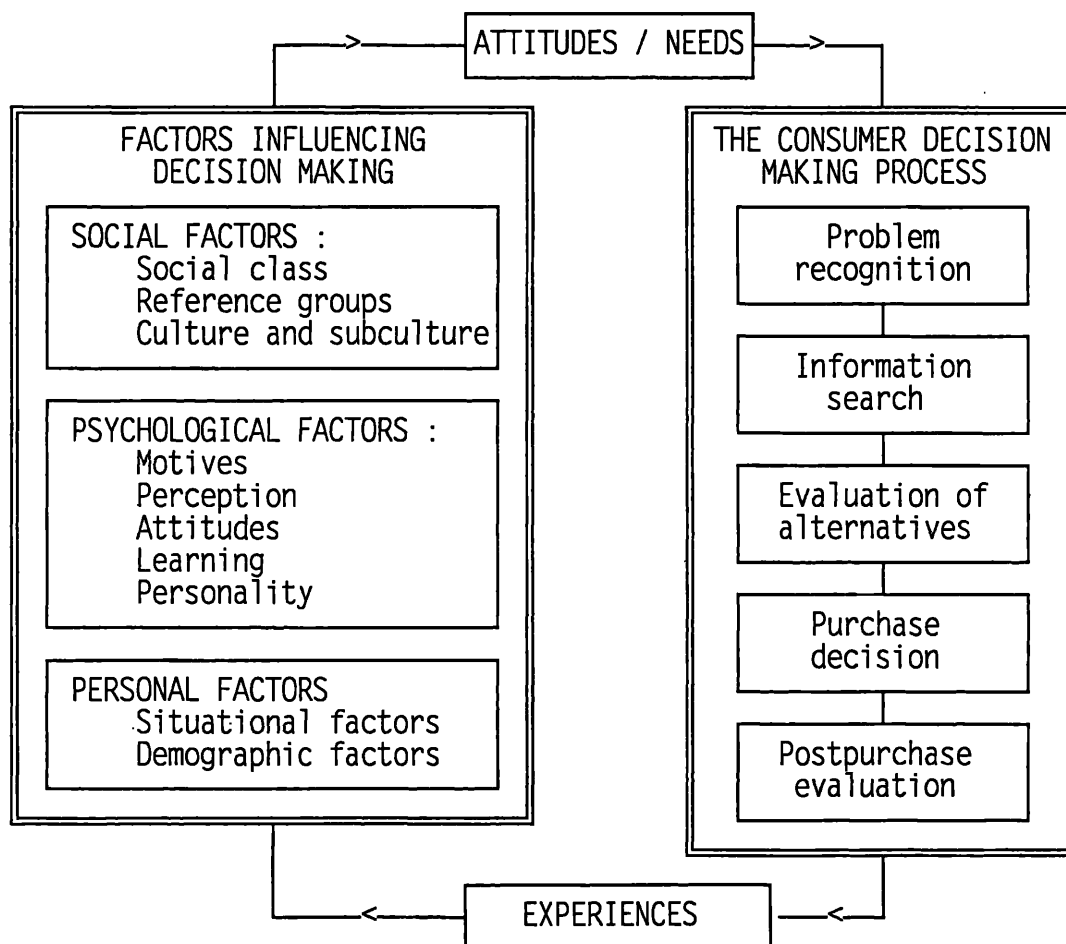 ATTITUDES / NEEDS
FACTORS INFLUENCING
DECISION MAKING
SOCIAL FACTORS :
Social class
Reference groups
Culture and subculture
PSYCHOLOGICAL FACTORS :
Motives
Perception
Attitudes
Learning
Personality
PERSONAL FACTORS
Situational factors
Demographic factors
THE CONSUMER DECISION
MAKING PROCESS
Problem
recognition
Information
search
Evaluation of
alternatives
Purchase
decision
Postpurchase
evaluation
EXPERIENCES